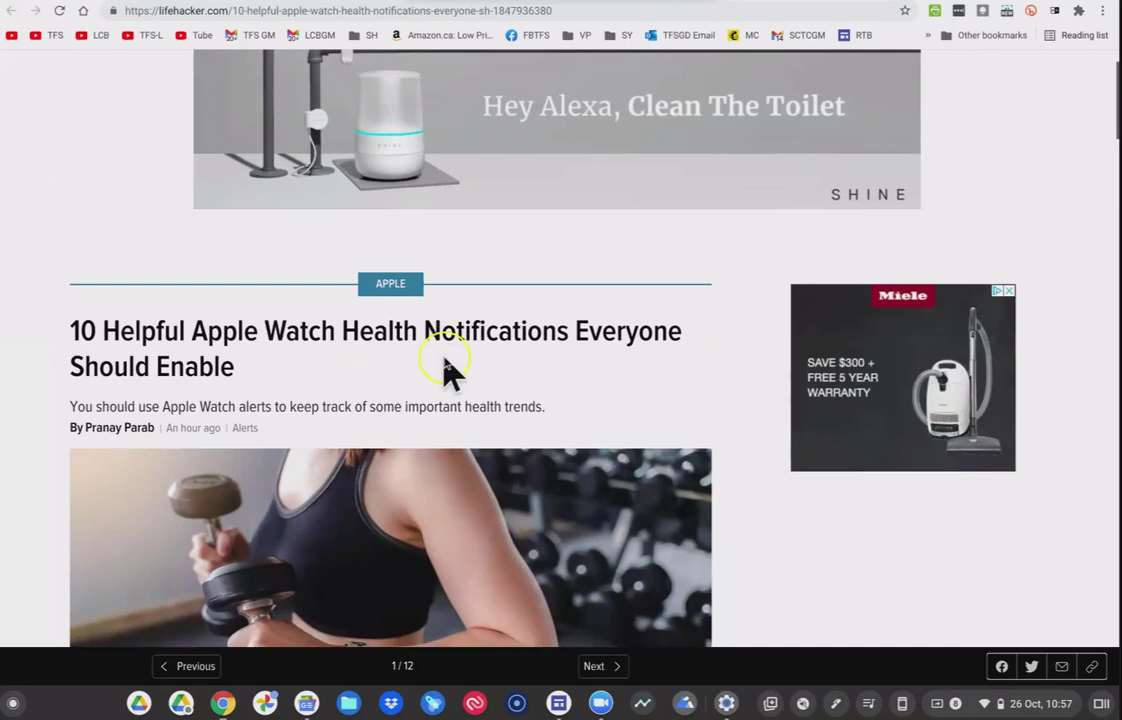 https://lifehacker.com/10-helpful-apple-watch-health-notifications-everyone-sh-1847936380
TFS LCB TFS-L Tube TFS GM LCBGM SH Amazon.ca: Low Pri... FBTFS VP SY TFSGD Email MC SCTCGM RTB » Other bookmarks Reading list
Hey Alexa, Clean The Toilet
SHINE
APPLE
10 Helpful Apple Watch Health Notifications Everyone
Should Enable
You should use Apple Watch alerts to keep track of some important health trends.
By Pranay Parab | An hour ago | Alerts
Miele
SAVE $300 +
FREE 5 YEAR
WARRANTY
Previous 1 / 12 Next
26 Oct, 10:57